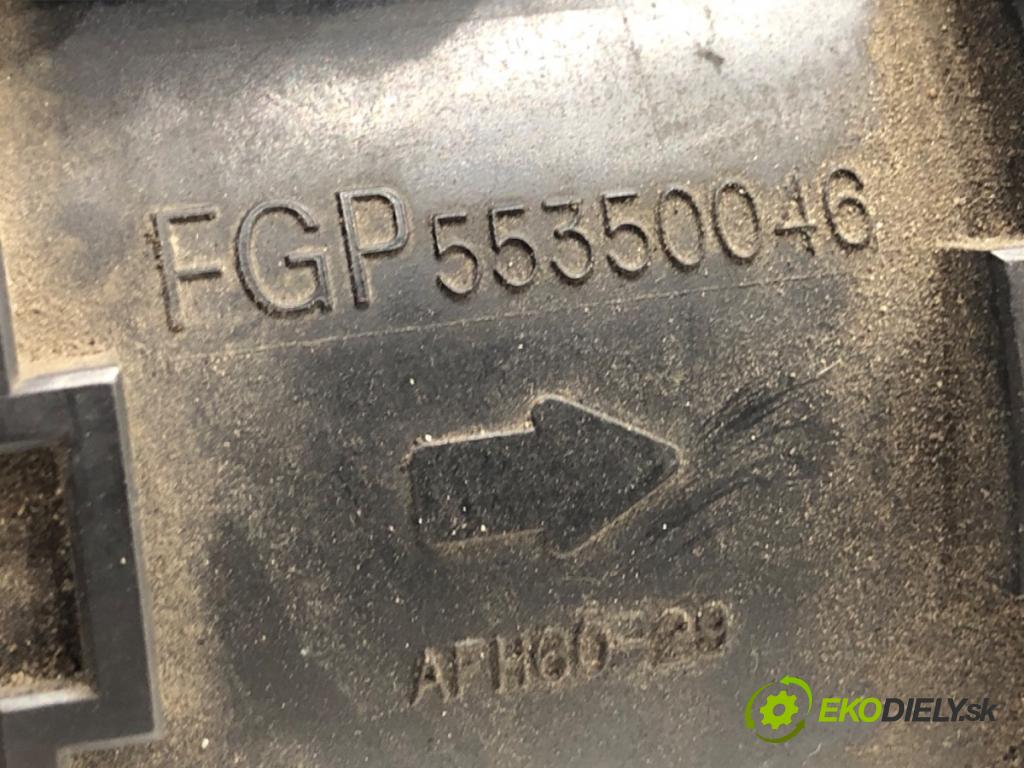 FGP 55350046
AFH60-29
EKODIELY.sk